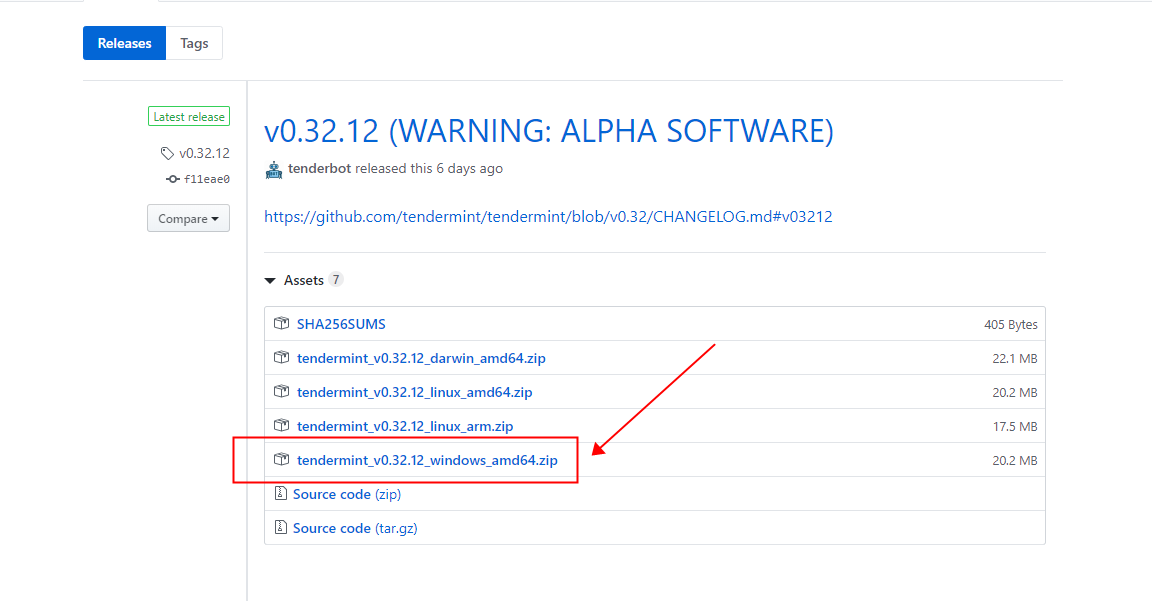 Releases Tags
Latest release
v0.32.12
f11eae0
Compare
v0.32.12 (WARNING: ALPHA SOFTWARE)
tenderbot released this 6 days ago
https://github.com/tendermint/tendermint/blob/v0.32/CHANGELOG.md#v03212
Assets 7
SHA256SUMS 405 Bytes
tendermint_v0.32.12_darwin_amd64.zip 22.1 MB
tendermint_v0.32.12_linux_amd64.zip 20.2 MB
tendermint_v0.32.12_linux_arm.zip 17.5 MB
tendermint_v0.32.12_windows_amd64.zip 20.2 MB
Source code (zip)
Source code (tar.gz)